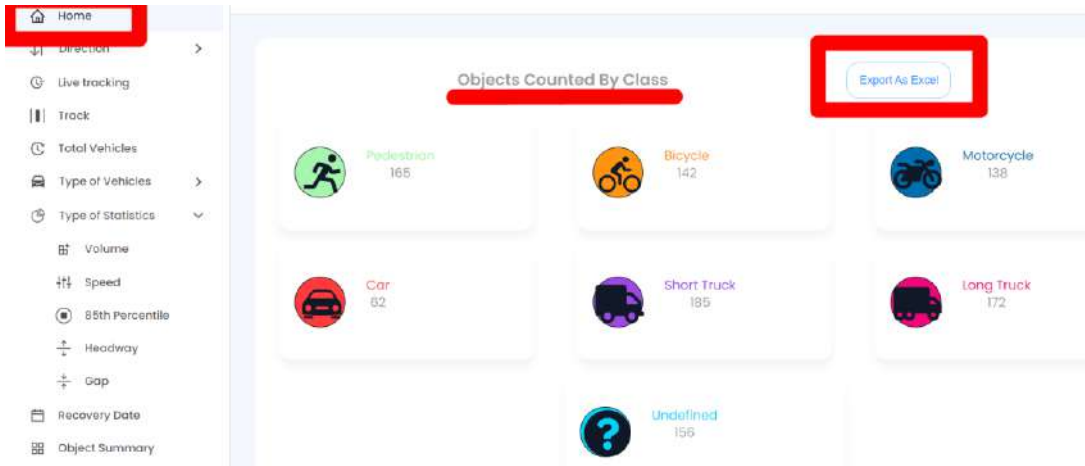 Home
Direction
Live tracking
Track
Total Vehicles
Type of Vehicles
Type of Statistics
Volume
Speed
85th Percentile
Headway
Gap
Recovery Date
Object Summary
Objects Counted By Class
Export As Excel
Pedestrian
165
Bicycle
142
Motorcycle
138
Car
62
Short Truck
185
Long Truck
172
Undefined
156